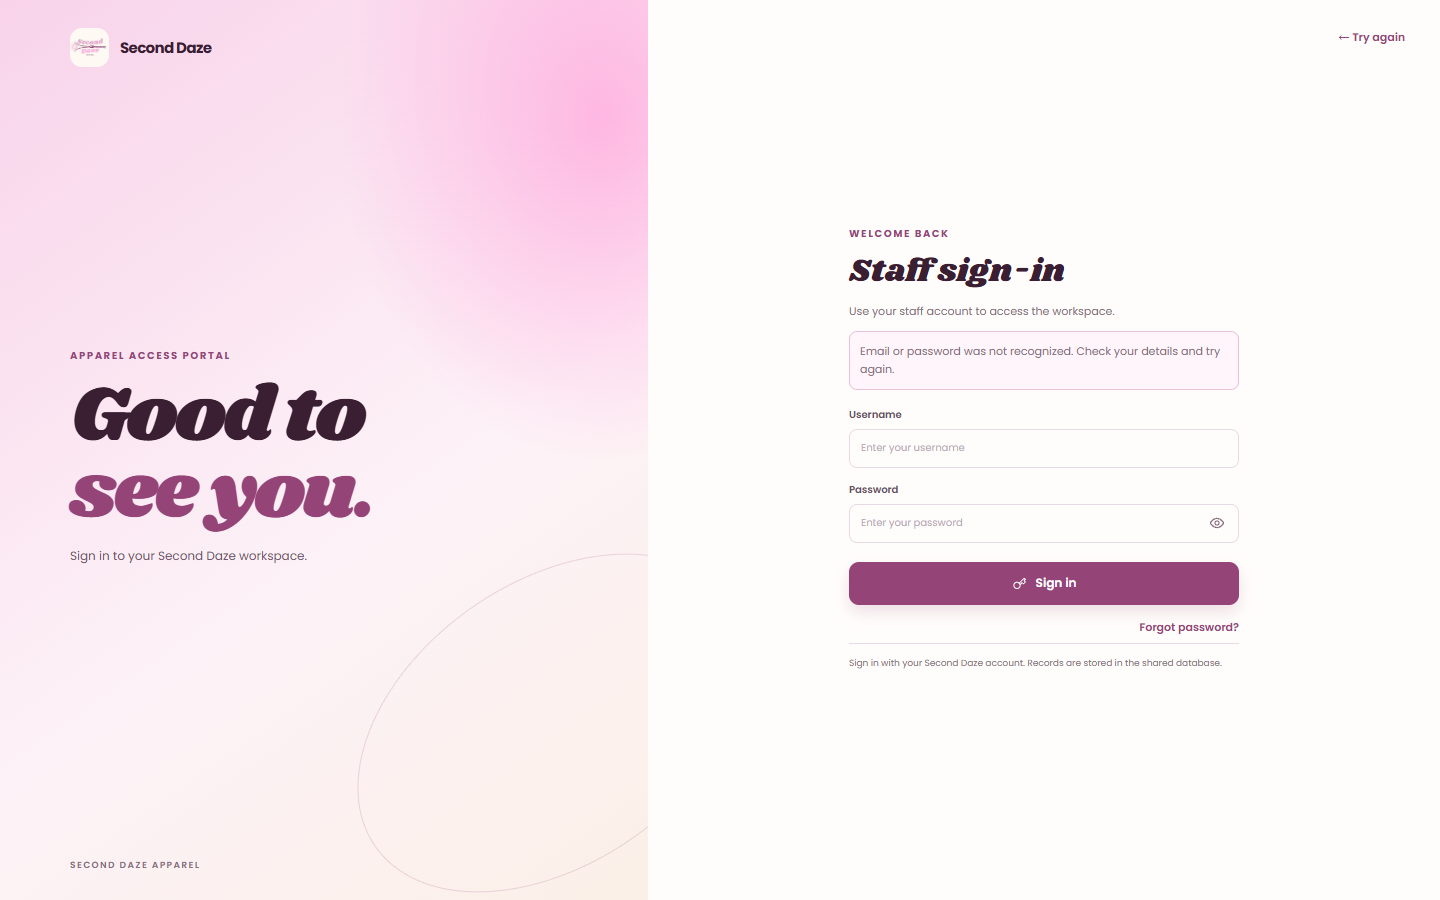 Second Daze
APPAREL ACCESS PORTAL
Good to
see you.
Sign in to your Second Daze workspace.
SECOND DAZE APPAREL
← Try again
WELCOME BACK
Staff sign-in
Use your staff account to access the workspace.
Email or password was not recognized. Check your details and try
again.
Username
Enter your username
Password
Enter your password
Sign in
Forgot password?
Sign in with your Second Daze account. Records are stored in the shared database.